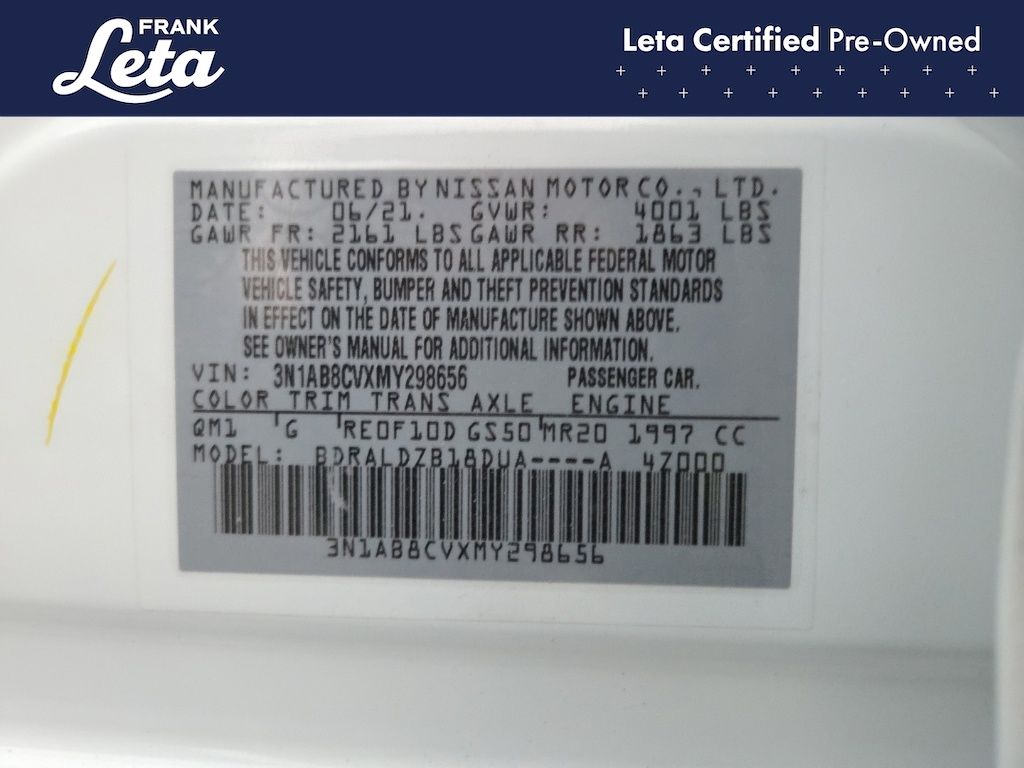 FRANK
Leta
Leta Certified Pre-Owned
MANUFACTURED BY NISSAN MOTOR CO., LTD.
DATE: 06/21. GVWR: 4001 LBS
GAWR FR: 2161 LBS GAWR RR: 1863 LBS
THIS VEHICLE CONFORMS TO ALL APPLICABLE FEDERAL MOTOR
VEHICLE SAFETY, BUMPER AND THEFT PREVENTION STANDARDS
IN EFFECT ON THE DATE OF MANUFACTURE SHOWN ABOVE.
SEE OWNER'S MANUAL FOR ADDITIONAL INFORMATION.
VIN: 3N1AB8CVXMY298656 PASSENGER CAR.
COLOR TRIM TRANS AXLE ENGINE
QM1 G RE0F10D GS50 MR20 1997 CC
MODEL: BDRALDZB18DUA----A 4Z000
3N1AB8CVXMY298656